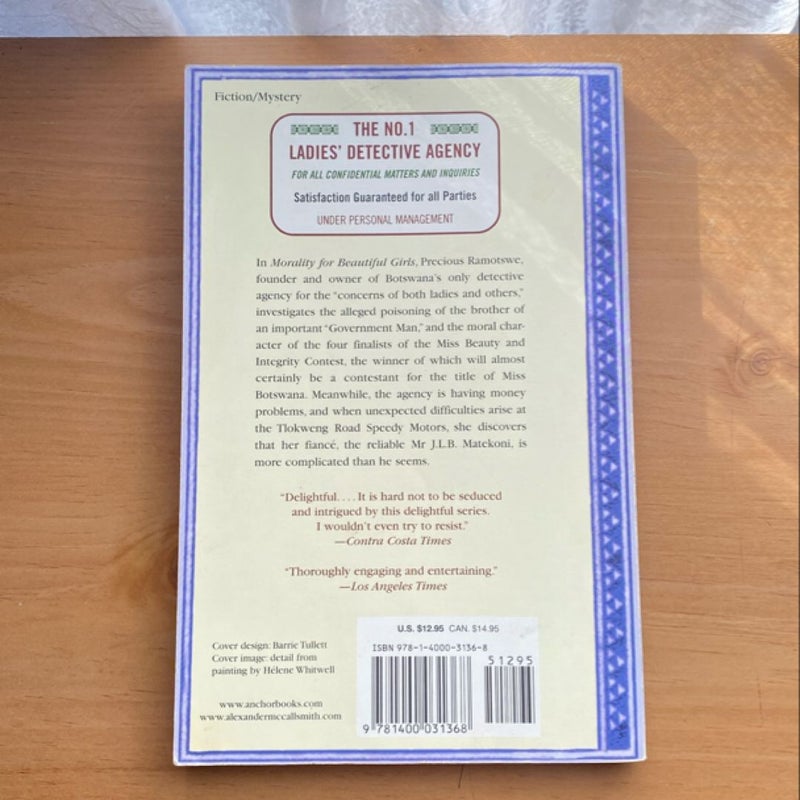 Fiction/Mystery
THE NO.1
LADIES' DETECTIVE AGENCY
FOR ALL CONFIDENTIAL MATTERS AND INQUIRIES
Satisfaction Guaranteed for all Parties
UNDER PERSONAL MANAGEMENT
In Morality for Beautiful Girls, Precious Ramotswe,
founder and owner of Botswana's only detective
agency for the "concerns of both ladies and others,"
investigates the alleged poisoning of the brother of
an important "Government Man," and the moral char-
acter of the four finalists of the Miss Beauty and
Integrity Contest, the winner of which will almost
certainly be a contestant for the title of Miss
Botswana. Meanwhile, the agency is having money
problems, and when unexpected difficulties arise at
the Tlokweng Road Speedy Motors, she discovers
that her fiancé, the reliable Mr J.L.B. Matekoni, is
more complicated than he seems.
"Delightful. . . . It is hard not to be seduced
and intrigued by this delightful series.
I wouldn't even try to resist."
—Contra Costa Times
"Thoroughly engaging and entertaining."
—Los Angeles Times
U.S. $12.95 CAN. $14.95
ISBN 978-1-4000-3136-8
51295
9 781400 031368
Cover design: Barrie Tullett
Cover image: detail from
painting by Hélène Whitwell
www.anchorbooks.com
www.alexandermccallsmith.com